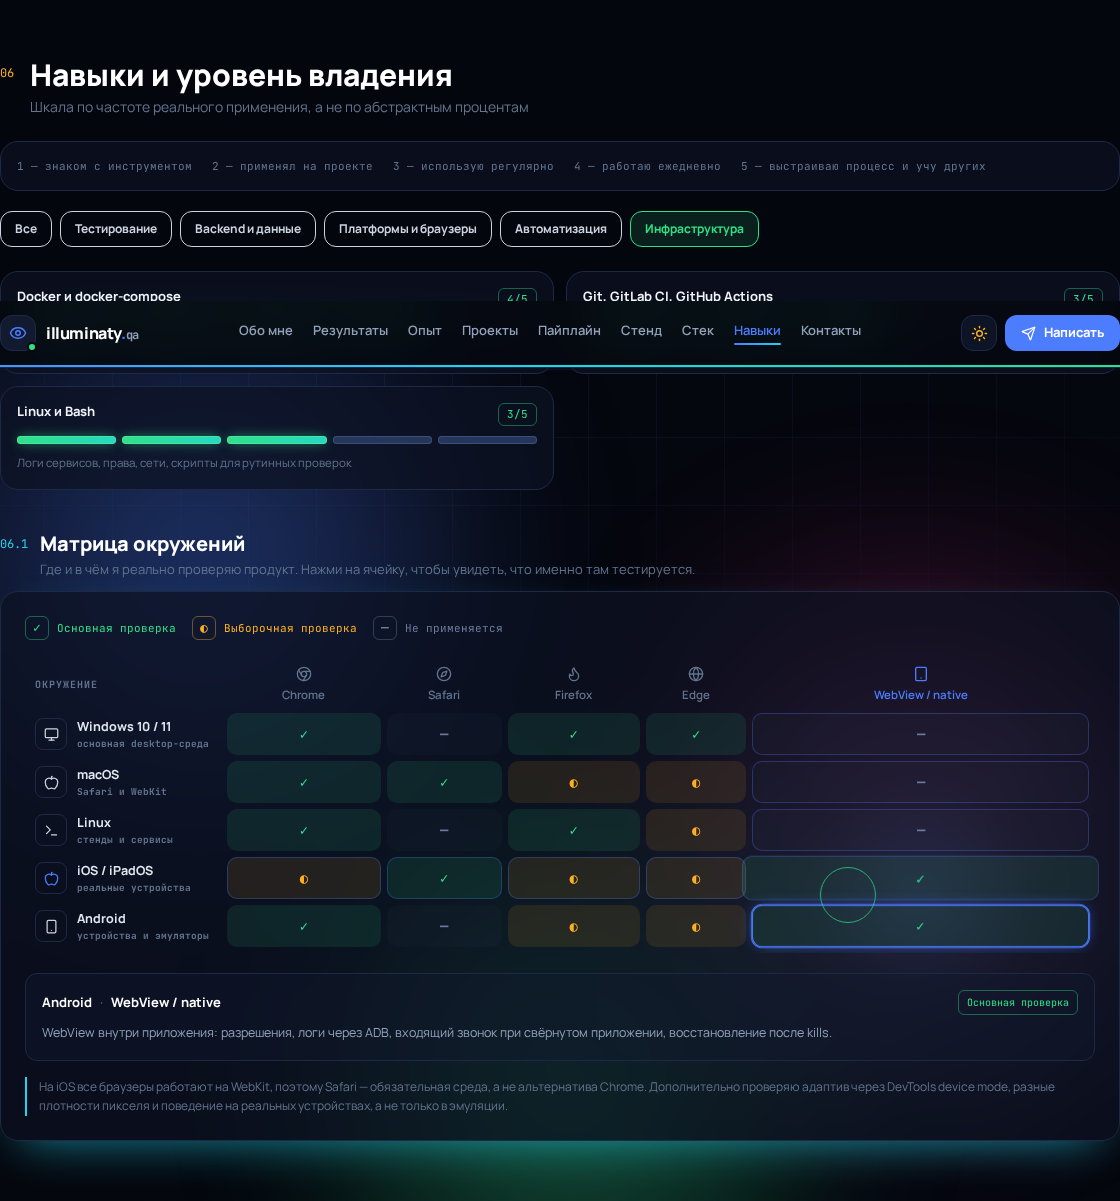 06
Навыки и уровень владения
Шкала по частоте реального применения, а не по абстрактным процентам
1 — знаком с инструментом 2 — применял на проекте 3 — использую регулярно 4 — работаю ежедневно 5 — выстраиваю процесс и учу других
Все Тестирование Backend и данные Платформы и браузеры Автоматизация Инфраструктура
Docker и docker-compose 4/5 Git, GitLab CI, GitHub Actions 3/5
illuminaty.qa Обо мне Результаты Опыт Проекты Пайплайн Стенд Стек Навыки Контакты Написать
Linux и Bash 3/5
Логи сервисов, права, сети, скрипты для рутинных проверок
06.1
Матрица окружений
Где и в чём я реально проверяю продукт. Нажми на ячейку, чтобы увидеть, что именно там тестируется.
✓ Основная проверка ◐ Выборочная проверка — Не применяется
ОКРУЖЕНИЕ Chrome Safari Firefox Edge WebView / native
Windows 10 / 11 ✓ — ✓ ✓ —
основная desktop-среда
macOS ✓ ✓ ◐ ◐ —
Safari и WebKit
Linux ✓ — ✓ ◐ —
стенды и сервисы
iOS / iPadOS ◐ ✓ ◐ ◐ ✓
реальные устройства
Android ✓ — ◐ ◐ ✓
устройства и эмуляторы
Android · WebView / native Основная проверка
WebView внутри приложения: разрешения, логи через ADB, входящий звонок при свёрнутом приложении, восстановление после kills.
На iOS все браузеры работают на WebKit, поэтому Safari — обязательная среда, а не альтернатива Chrome. Дополнительно проверяю адаптив через DevTools device mode, разные
плотности пикселя и поведение на реальных устройствах, а не только в эмуляции.